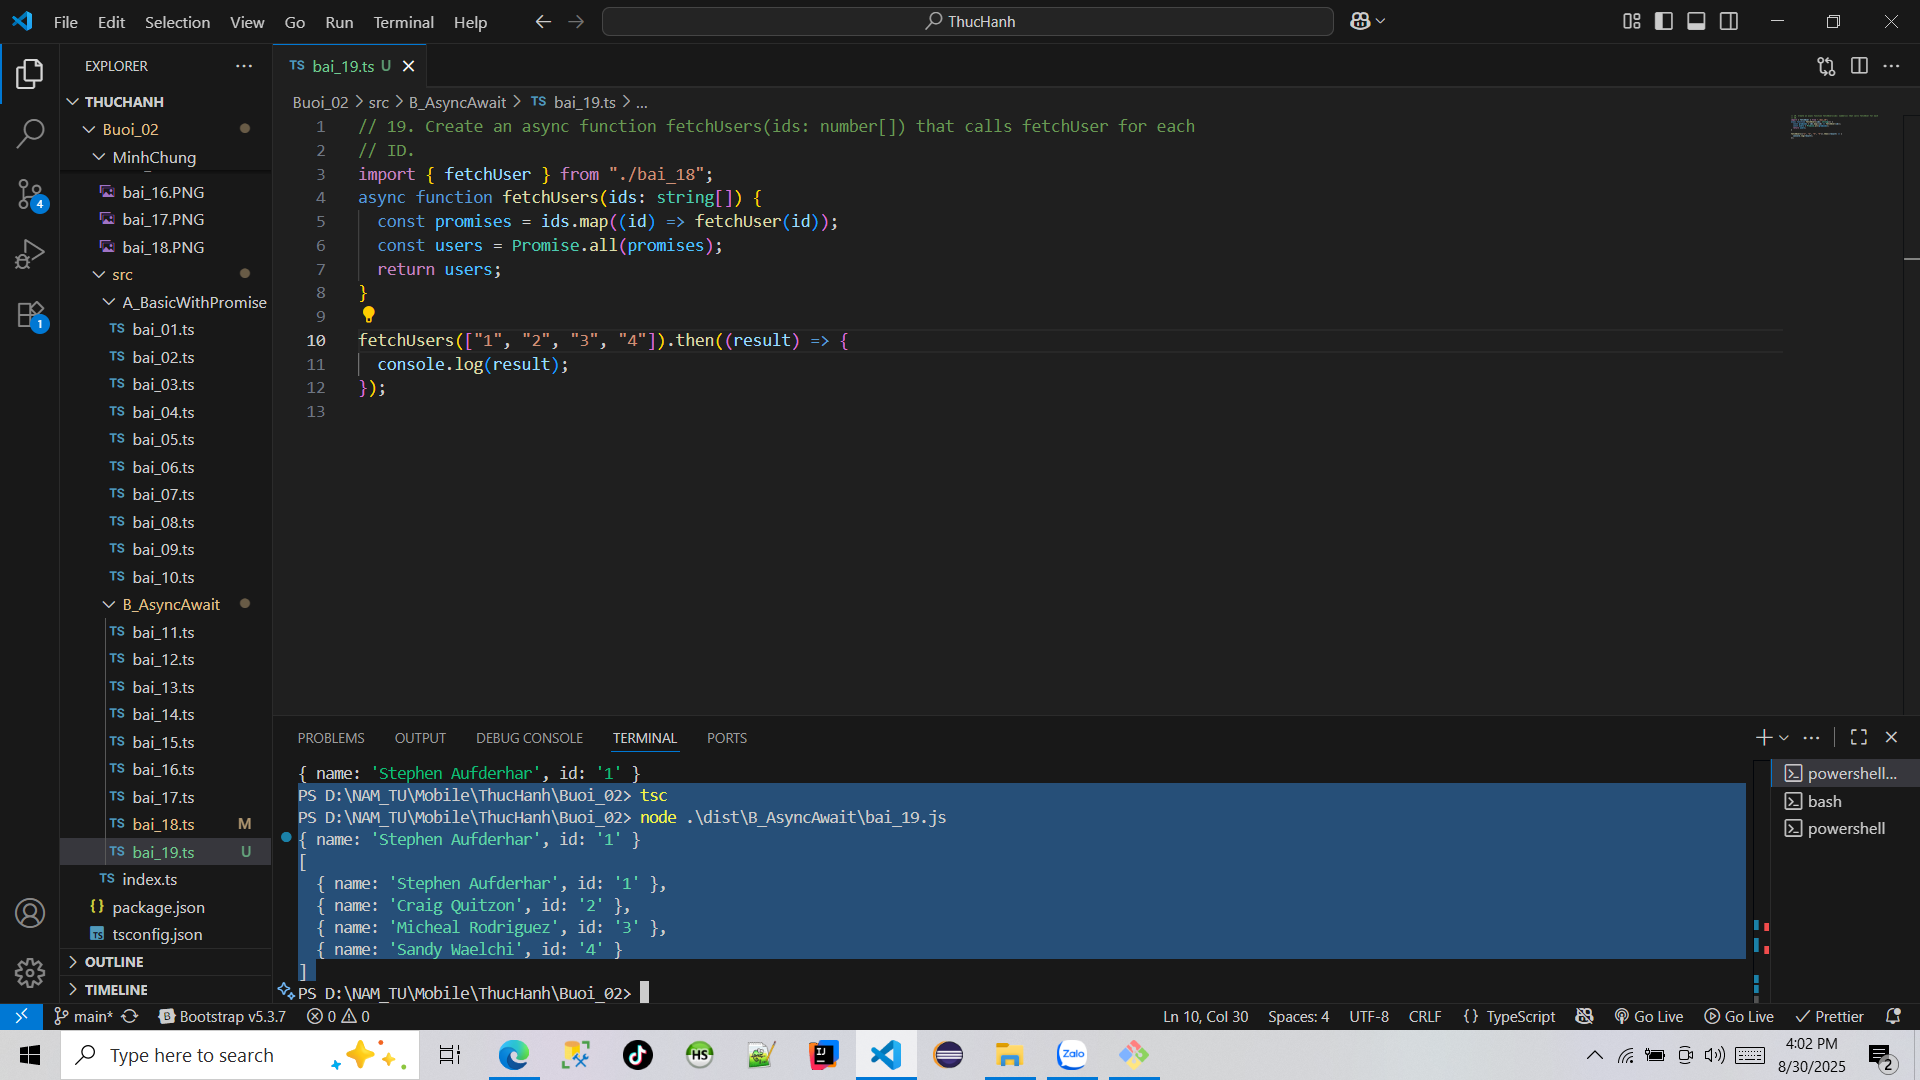 File Edit Selection View Go Run Terminal Help
ThucHanh
EXPLORER
THUCHANH
Buoi_02
MinhChung
bai_16.PNG
bai_17.PNG
bai_18.PNG
src
A_BasicWithPromise
TS bai_01.ts
TS bai_02.ts
TS bai_03.ts
TS bai_04.ts
TS bai_05.ts
TS bai_06.ts
TS bai_07.ts
TS bai_08.ts
TS bai_09.ts
TS bai_10.ts
B_AsyncAwait
TS bai_11.ts
TS bai_12.ts
TS bai_13.ts
TS bai_14.ts
TS bai_15.ts
TS bai_16.ts
TS bai_17.ts
TS bai_18.ts M
TS bai_19.ts U
TS index.ts
{} package.json
TS tsconfig.json
OUTLINE
TIMELINE
4
1
TS bai_19.ts U
Buoi_02 > src > B_AsyncAwait > TS bai_19.ts > ...
1 // 19. Create an async function fetchUsers(ids: number[]) that calls fetchUser for each
2 // ID.
3 import { fetchUser } from "./bai_18";
4 async function fetchUsers(ids: string[]) {
5 const promises = ids.map((id) => fetchUser(id));
6 const users = Promise.all(promises);
7 return users;
8 }
9
10 fetchUsers(["1", "2", "3", "4"]).then((result) => {
11 console.log(result);
12 });
13
PROBLEMS OUTPUT DEBUG CONSOLE TERMINAL PORTS
{ name: 'Stephen Aufderhar', id: '1' }
PS D:\NAM_TU\Mobile\ThucHanh\Buoi_02> tsc
PS D:\NAM_TU\Mobile\ThucHanh\Buoi_02> node .\dist\B_AsyncAwait\bai_19.js
{ name: 'Stephen Aufderhar', id: '1' }
[
{ name: 'Stephen Aufderhar', id: '1' },
{ name: 'Craig Quitzon', id: '2' },
{ name: 'Micheal Rodriguez', id: '3' },
{ name: 'Sandy Waelchi', id: '4' }
]
PS D:\NAM_TU\Mobile\ThucHanh\Buoi_02>
powershell...
bash
powershell
main* Bootstrap v5.3.7 0 0 Ln 10, Col 30 Spaces: 4 UTF-8 CRLF {} TypeScript Go Live Go Live Prettier
Type here to search
HS
IJ
Zalo
4:02 PM
8/30/2025
2